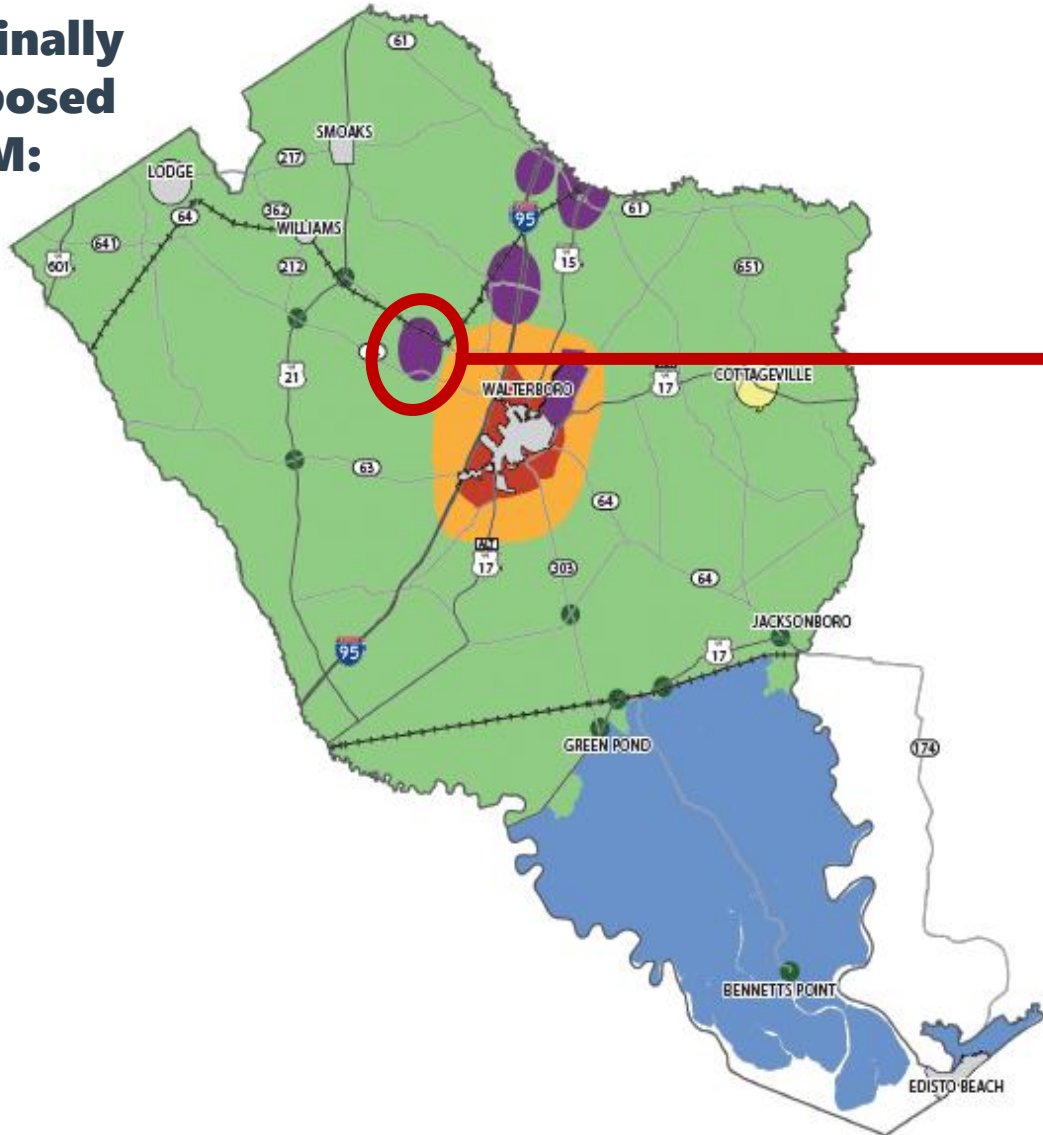 inally
posed
M:
61
SMOAKS
217
LODGE
362
64
WILLIAMS
95
61
641
601
212
15
651
21
WALTERBORO
17
COTTAGEVILLE
63
64
ALT
17
303
64
JACKSONBORO
95
17
GREEN POND
174
BENNETTS POINT
EDISTO BEACH